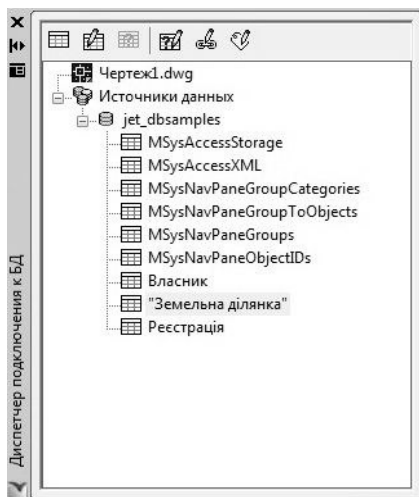 Чертеж1.dwg
Источники данных
jet_dbsamples
MSysAccessStorage
MSysAccessXML
MSysNavPaneGroupCategories
MSysNavPaneGroupToObjects
MSysNavPaneGroups
MSysNavPaneObjectIDs
Власник
"Земельна ділянка"
Реєстрація
Диспетчер подключения к БД